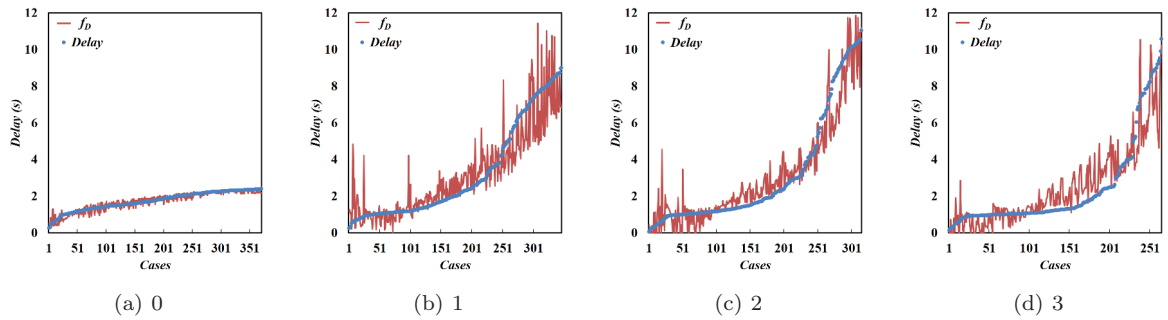 f_D
Delay
Delay (s)
12
10
8
6
4
2
0
1 51 101 151 201 251 301 351
Cases
(a) 0
f_D
Delay
Delay (s)
12
10
8
6
4
2
0
1 51 101 151 201 251 301
Cases
(b) 1
f_D
Delay
Delay (s)
12
10
8
6
4
2
0
1 51 101 151 201 251 301
Cases
(c) 2
f_D
Delay
Delay (s)
12
10
8
6
4
2
0
1 51 101 151 201 251
Cases
(d) 3